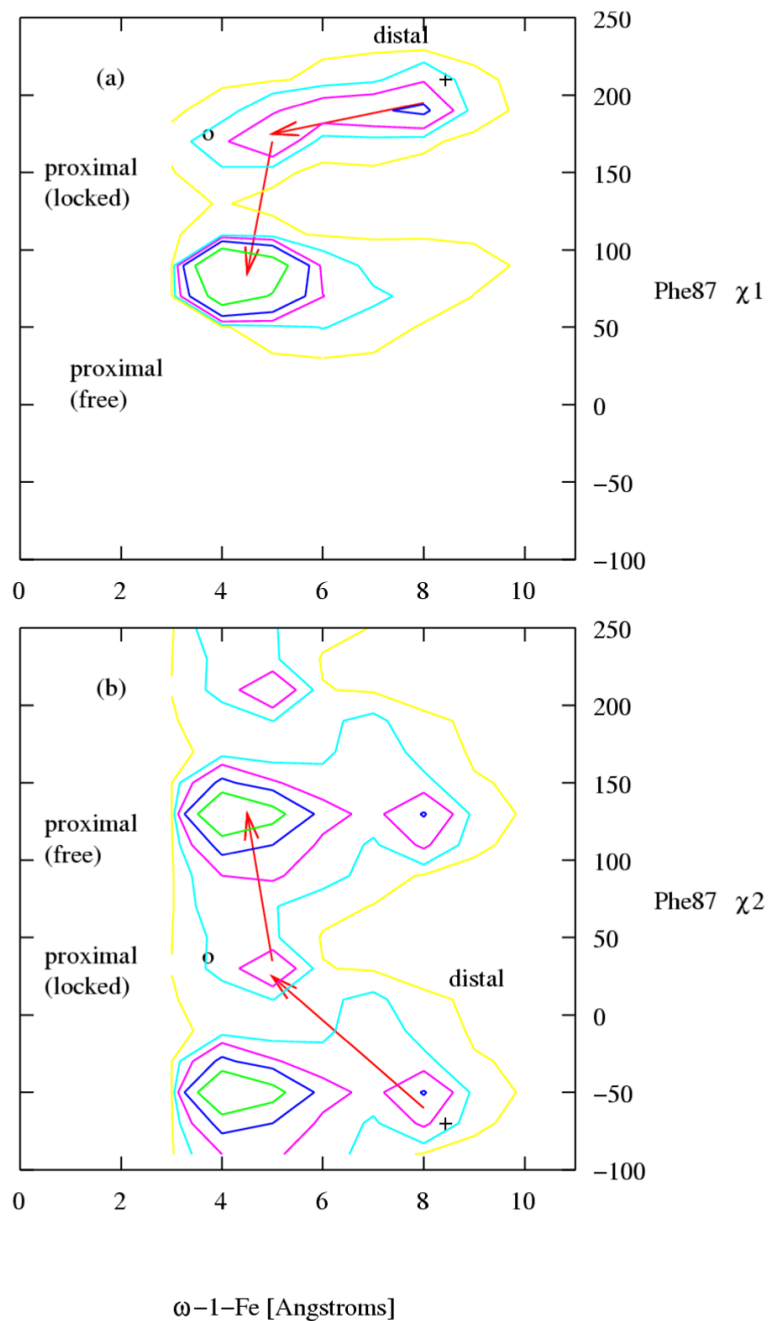 250
distal
(a)
+
200
o
proximal
(locked)
150
100
Phe87 χ1
50
proximal
(free)
0
−50
−100
0 2 4 6 8 10
250
(b)
200
150
proximal
(free)
100
Phe87 χ2
50
proximal
(locked)
o
distal
0
−50
+
−100
0 2 4 6 8 10
ω−1−Fe [Angstroms]